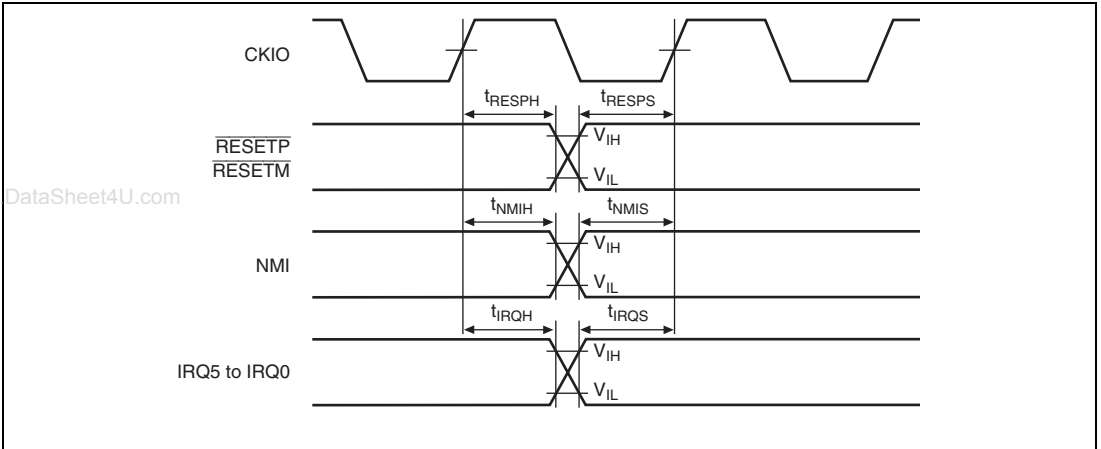 CKIO
tRESPH tRESPS
RESETP
RESETM
VIH
VIL
DataSheet4U.com
tNMIH tNMIS
NMI
VIH
VIL
tIRQH tIRQS
IRQ5 to IRQ0
VIH
VIL